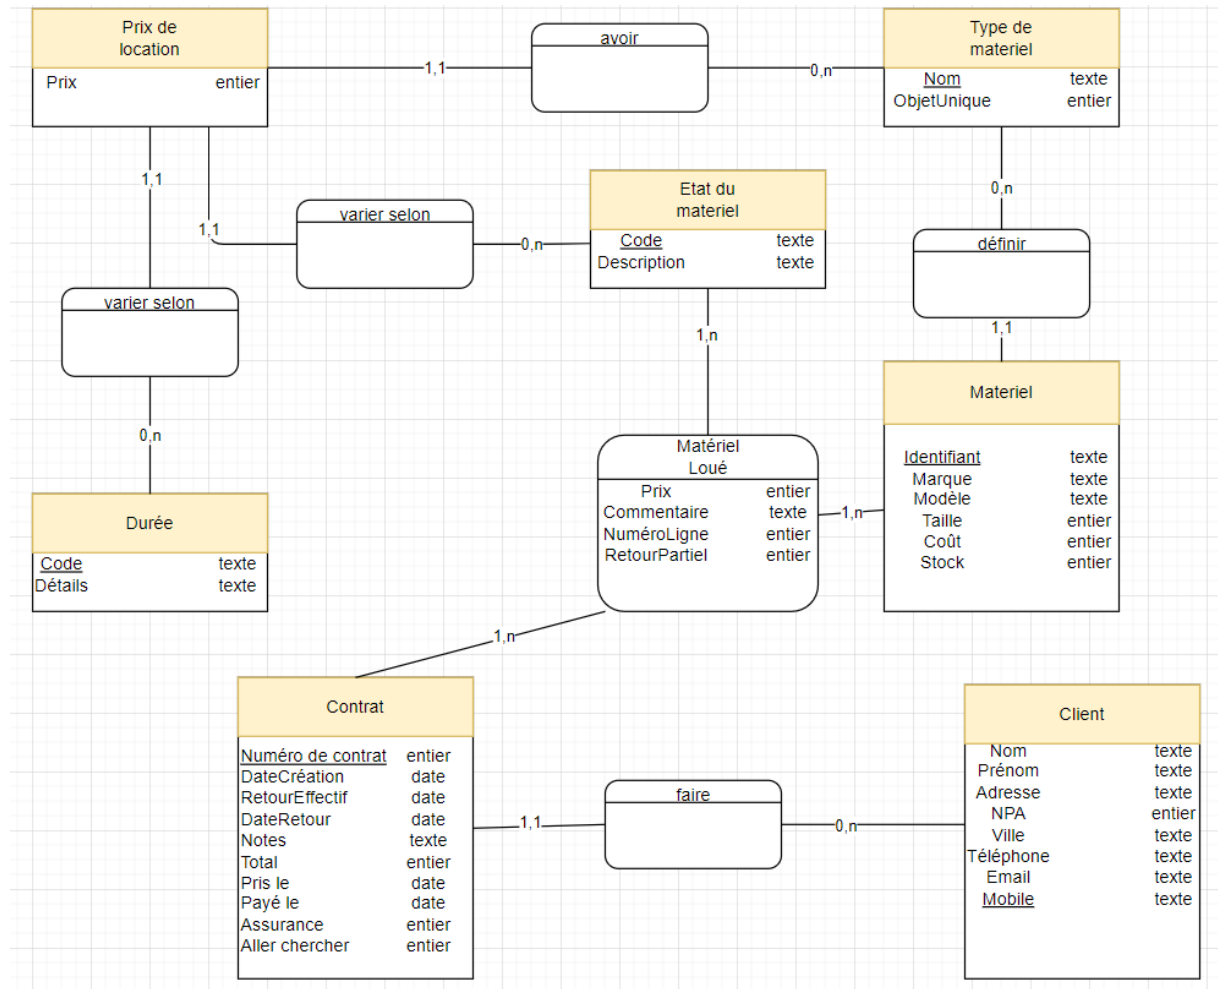 Prix de
location
Prix entier
1,1
avoir
0,n
Type de
materiel
Nom texte
ObjetUnique entier
1,1
1,1
varier selon
0,n
Etat du
materiel
Code texte
Description texte
0,n
définir
1,1
varier selon
0,n
1,n
Materiel
Identifiant texte
Marque texte
Modèle texte
Taille entier
Coût entier
Stock entier
Matériel
Loué
Prix entier
Commentaire texte
NuméroLigne entier
RetourPartiel entier
1,n
Durée
Code texte
Détails texte
1,n
Contrat
Numéro de contrat entier
DateCréation date
RetourEffectif date
DateRetour date
Notes texte
Total entier
Pris le date
Payé le date
Assurance entier
Aller chercher entier
1,1
faire
0,n
Client
Nom texte
Prénom texte
Adresse texte
NPA entier
Ville texte
Téléphone texte
Email texte
Mobile texte